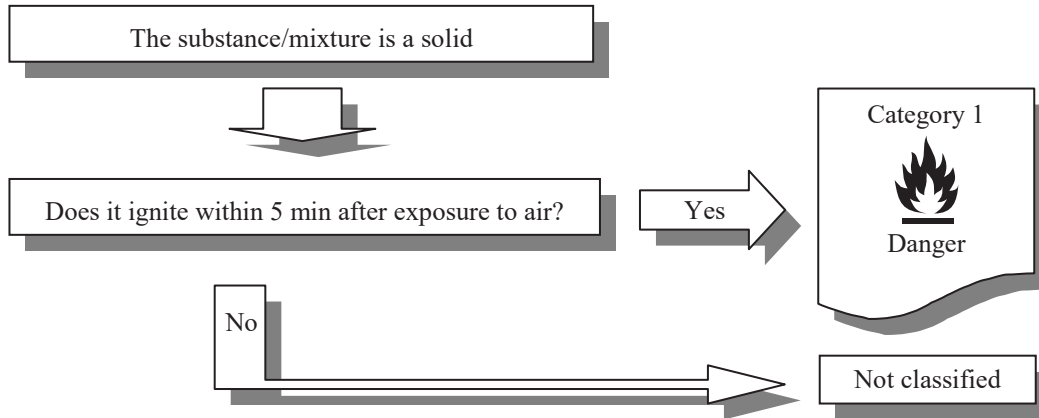 The substance/mixture is a solid
Category 1
Danger
Does it ignite within 5 min after exposure to air?
Yes
No
Not classified